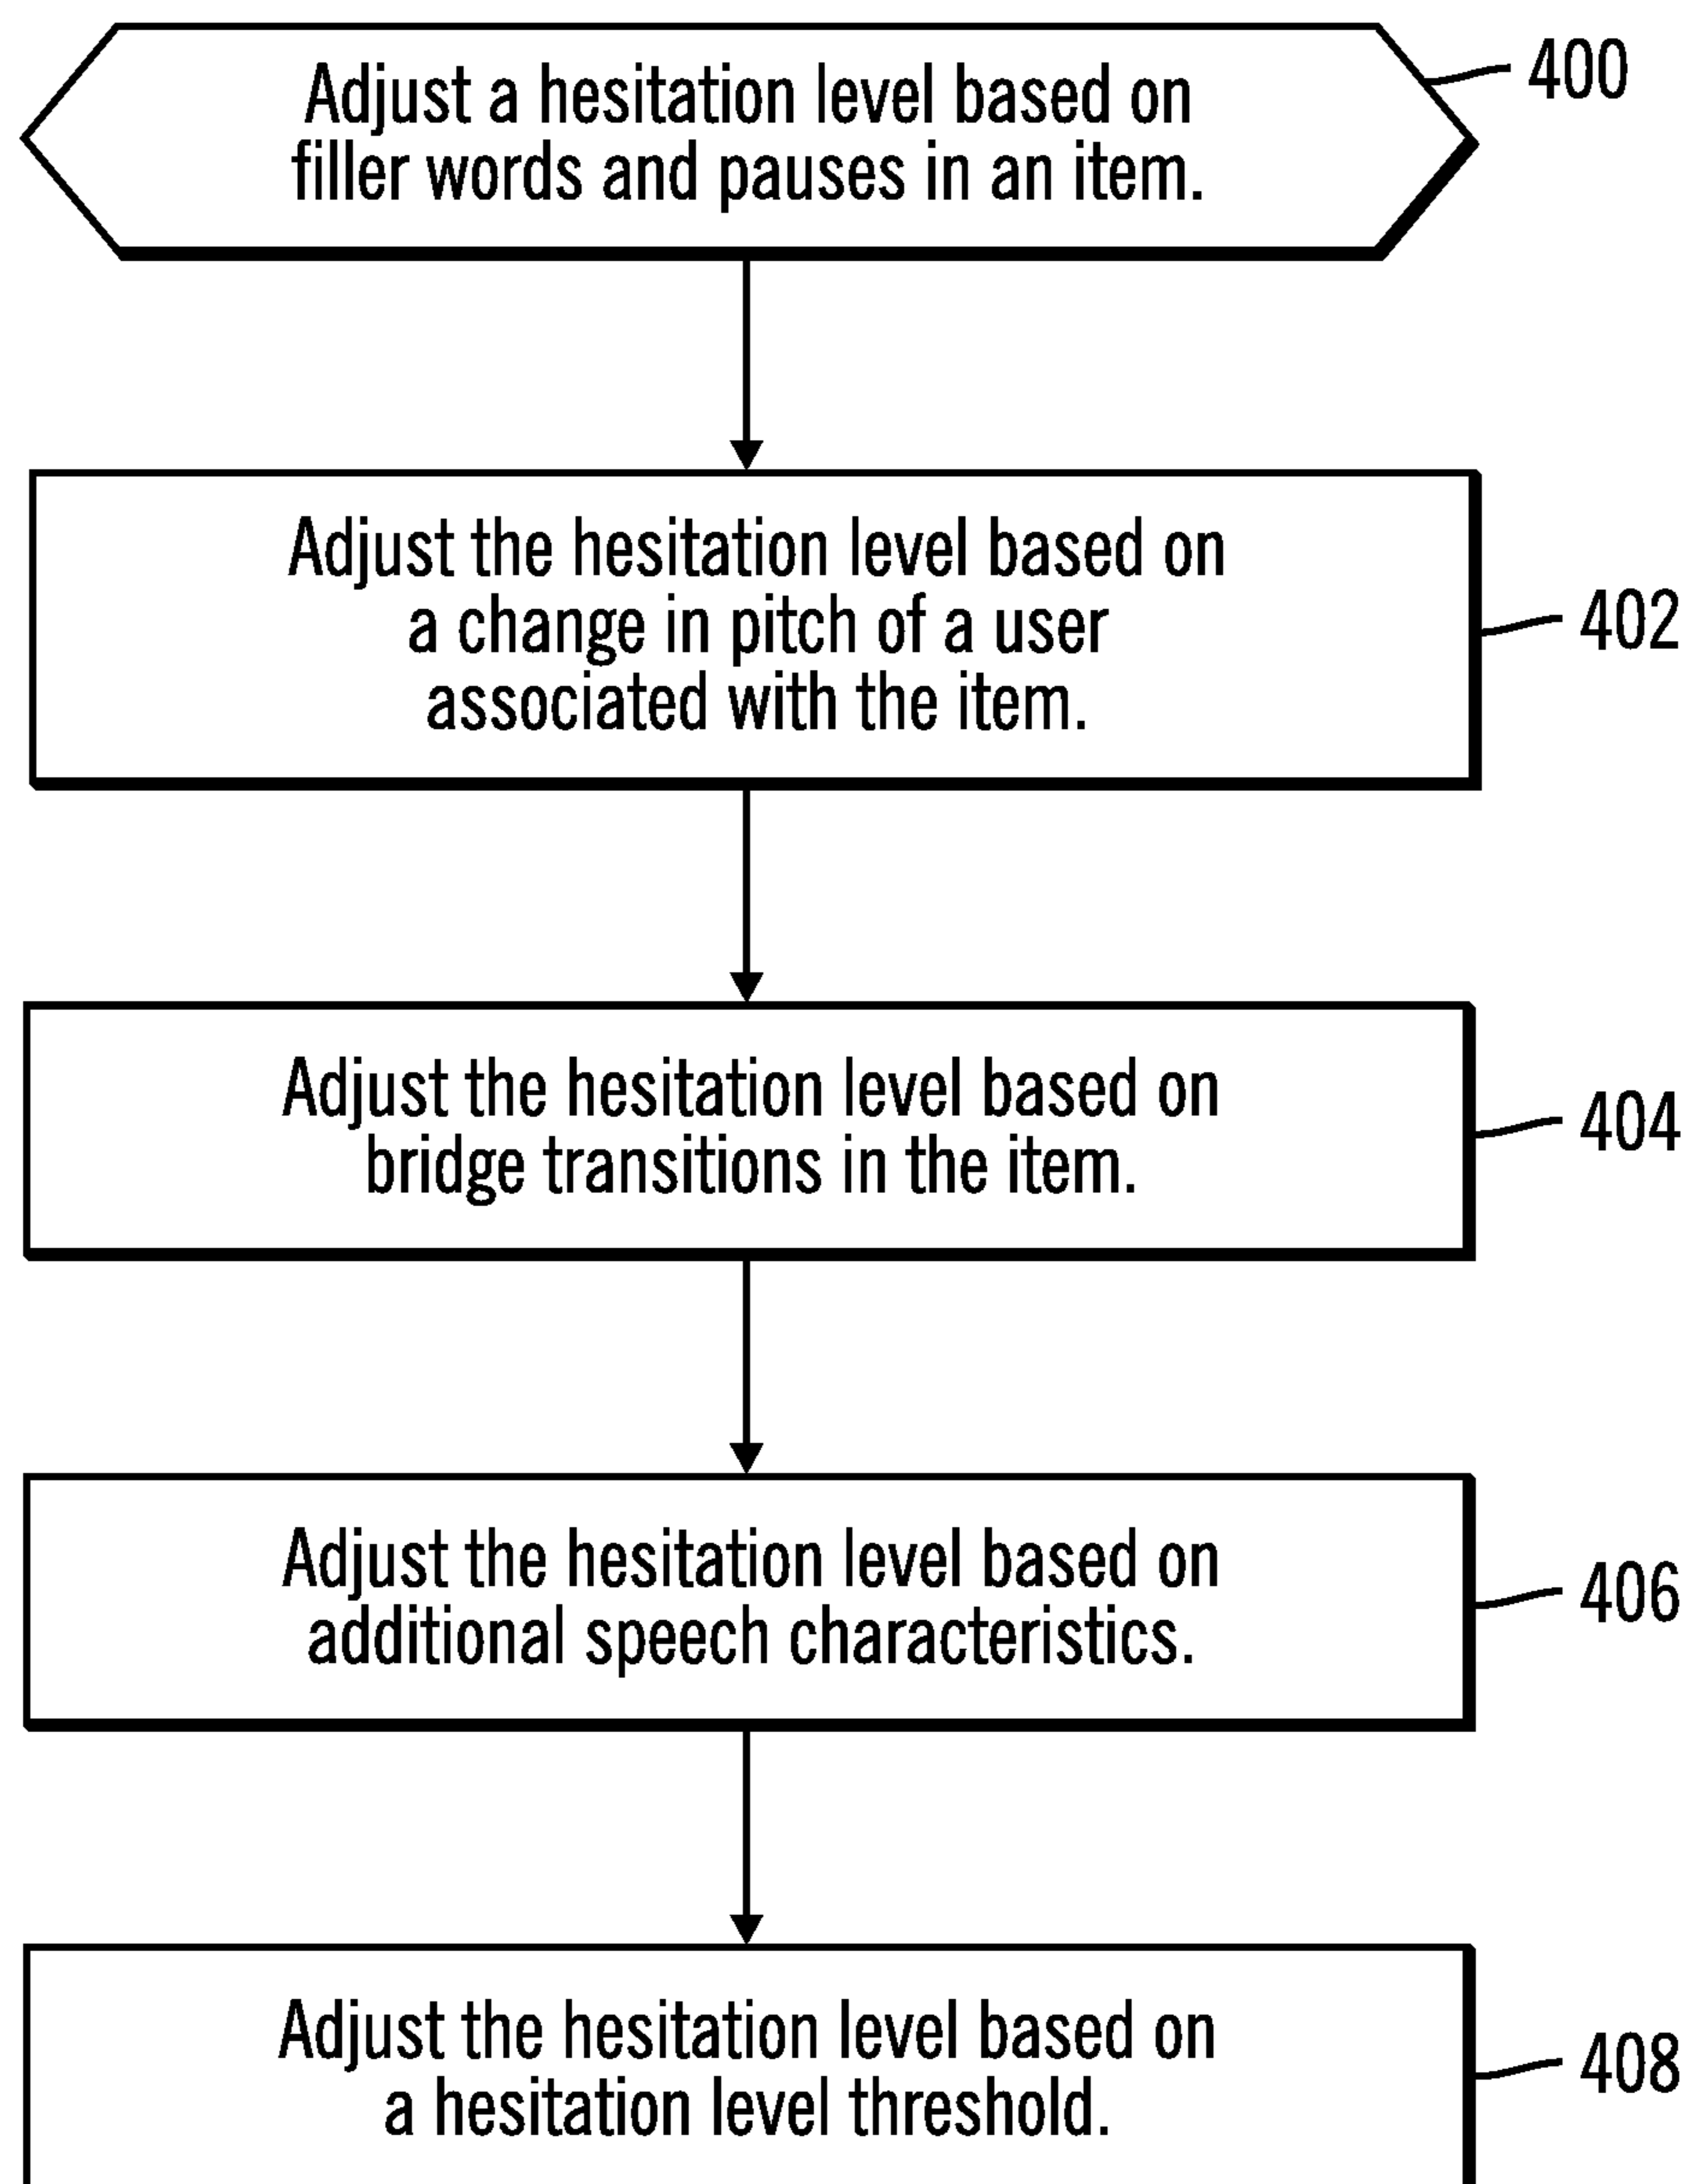 Adjust a hesitation level based on
filler words and pauses in an item.
400
Adjust the hesitation level based on
a change in pitch of a user
associated with the item.
402
Adjust the hesitation level based on
bridge transitions in the item.
404
Adjust the hesitation level based on
additional speech characteristics.
406
Adjust the hesitation level based on
a hesitation level threshold.
408